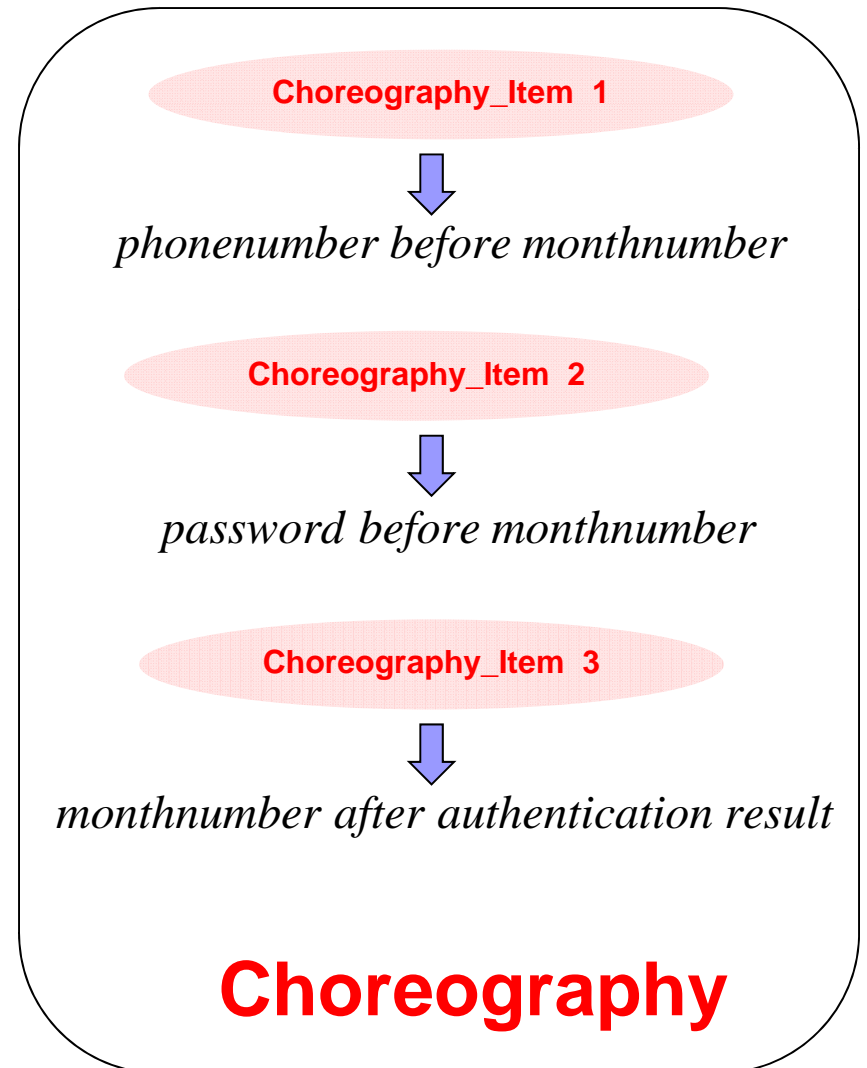 Choreography_Item 1
phonenumber before monthnumber
Choreography_Item 2
password before monthnumber
Choreography_Item 3
monthnumber after authentication result
Choreography